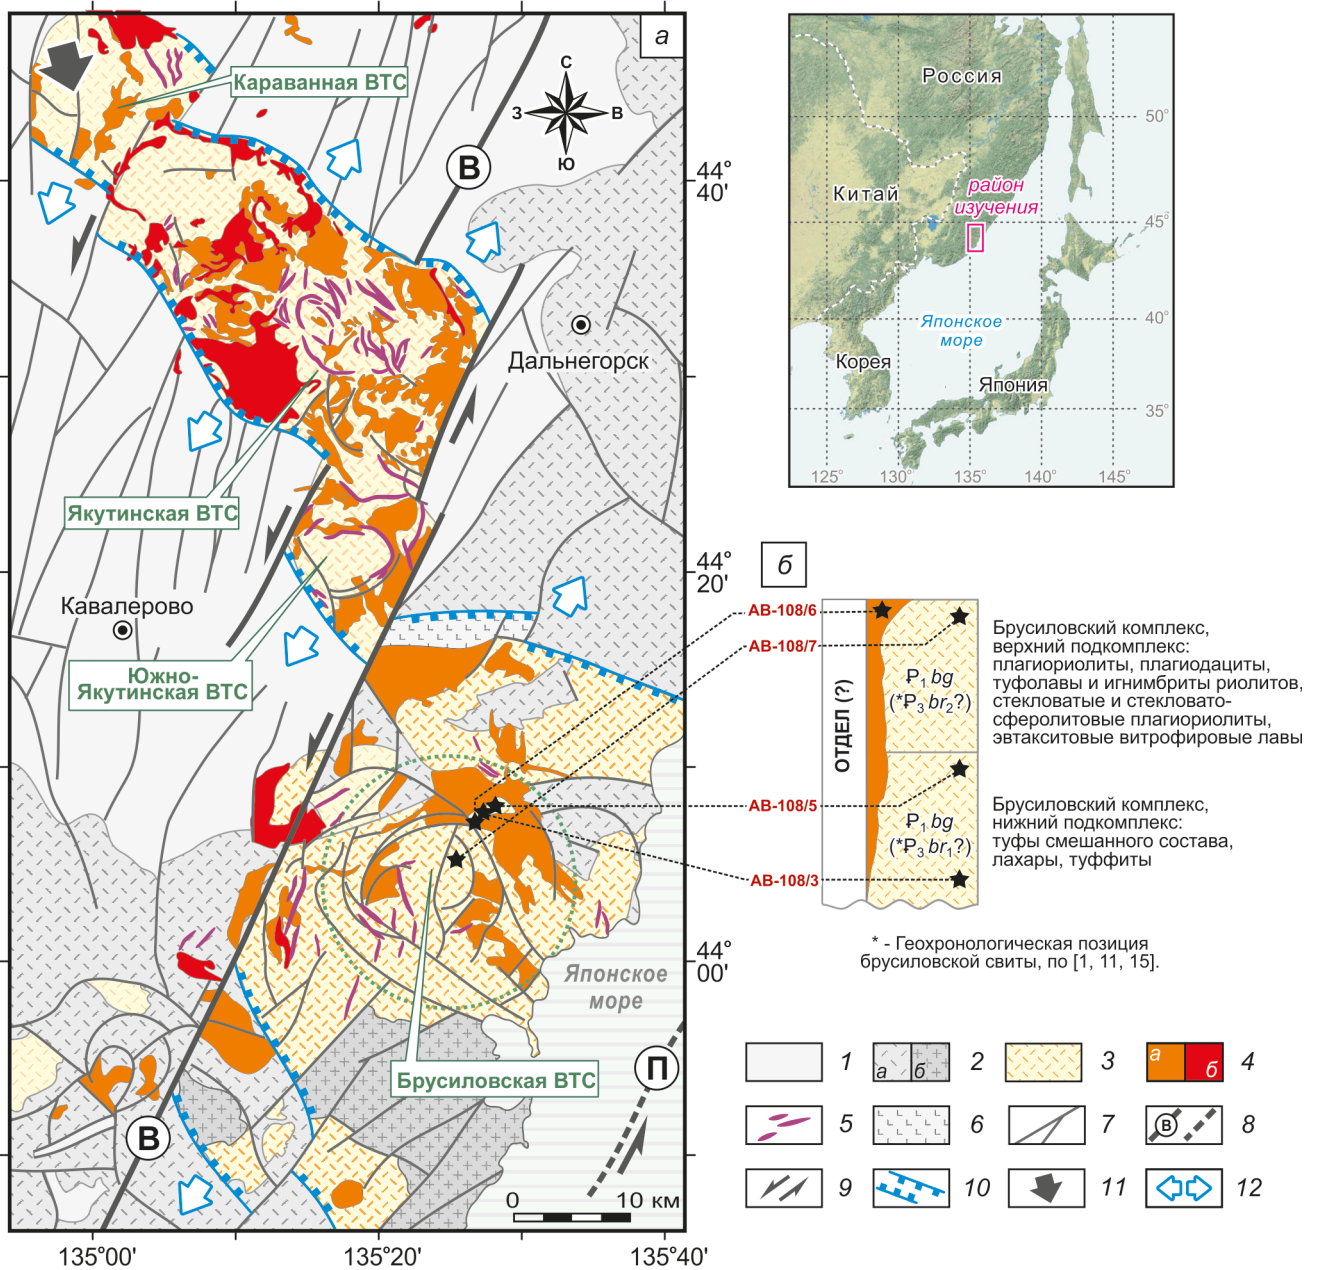 а
Караванная ВТС
С
З
В
Ю
В
44°
40'
Дальнегорск
Якутинская ВТС
44°
20'
Кавалерово
Южно-
Якутинская ВТС
44°
00'
Японское
море
Брусиловская ВТС
П
В
0
10 км
135°00'
135°20'
135°40'
Россия
50°
Китай
район
изучения
45°
Японское
море
40°
Корея
Япония
35°
125°
130°
135°
140°
145°
б
АВ-108/6
АВ-108/7
АВ-108/5
АВ-108/3
ОТДЕЛ (?)
₽₁ bg
(*₽₃ br₂?)
₽₁ bg
(*₽₃ br₁?)
Брусиловский комплекс,
верхний подкомплекс:
плагиориолиты, плагиодациты,
туфолавы и игнимбриты риолитов,
стекловатые и стекловато-
сферолитовые плагиориолиты,
эвтакситовые витрофировые лавы
Брусиловский комплекс,
нижний подкомплекс:
туфы смешанного состава,
лахары, туффиты
* - Геохронологическая позиция
брусиловской свиты, по [1, 11, 15].
1
а
б
2
3
а
б
4
5
6
7
В
8
9
10
11
12